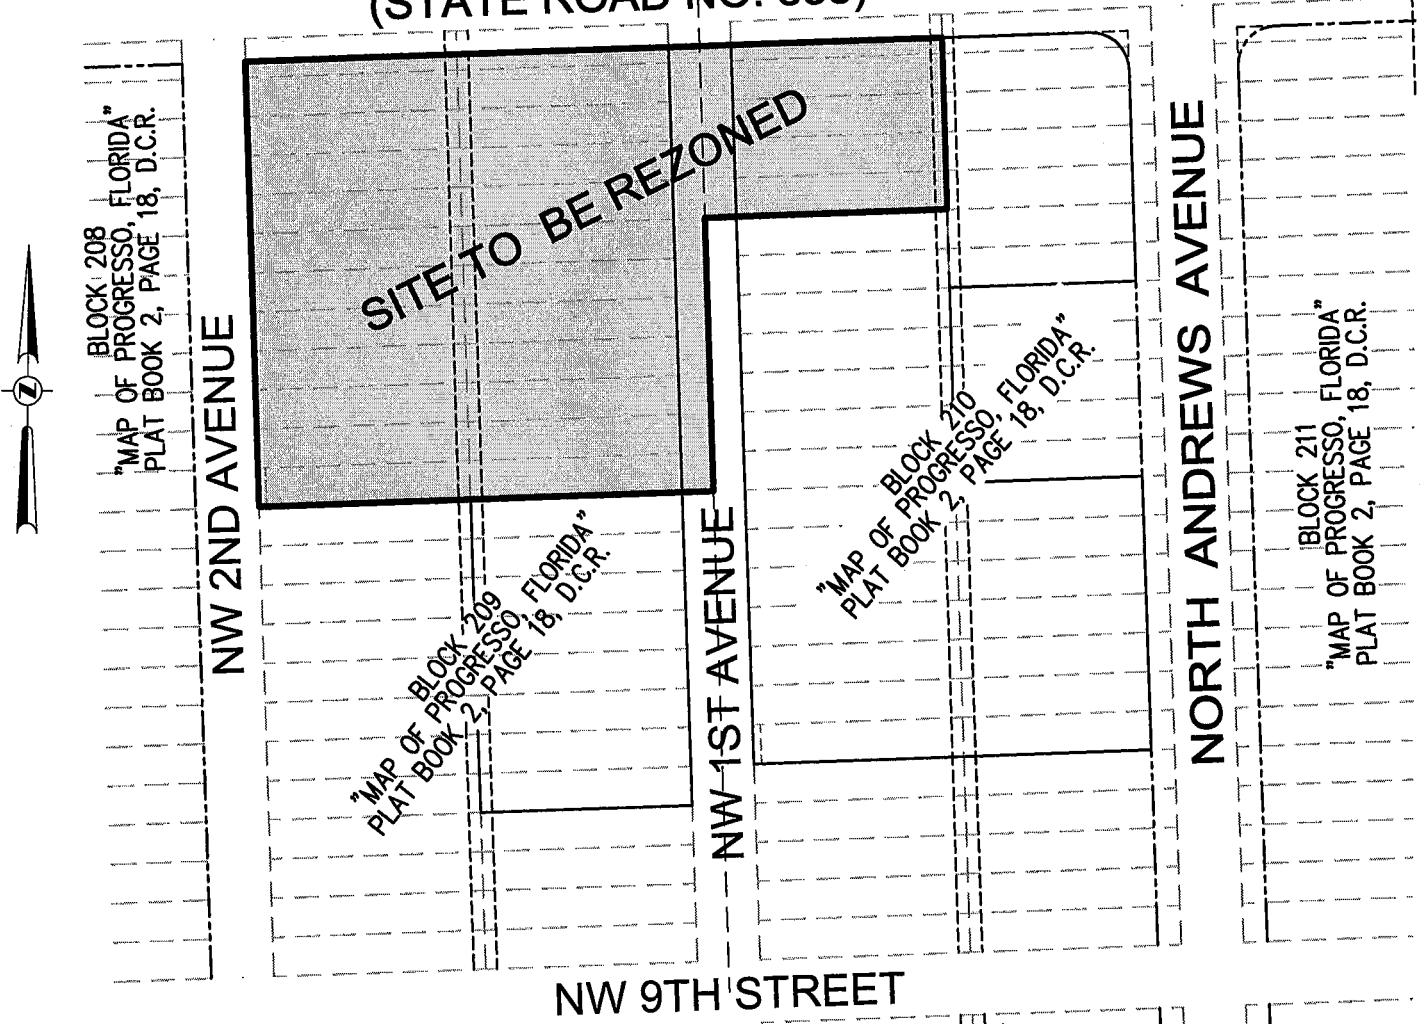 (STATE ROAD NO.
SITE TO BE REZONED
BLOCK 208
"MAP OF PROGRESSO, FLORIDA"
PLAT BOOK 2, PAGE 18, D.C.R.
NW 2ND AVENUE
N
BLOCK 209
"MAP OF PROGRESSO, FLORIDA"
PLAT BOOK 2, PAGE 18, D.C.R.
NW 1ST AVENUE
BLOCK 210
"MAP OF PROGRESSO, FLORIDA"
PLAT BOOK 2, PAGE 18, D.C.R.
NORTH ANDREWS AVENUE
BLOCK 211
"MAP OF PROGRESSO, FLORIDA"
PLAT BOOK 2, PAGE 18, D.C.R.
NW 9TH STREET